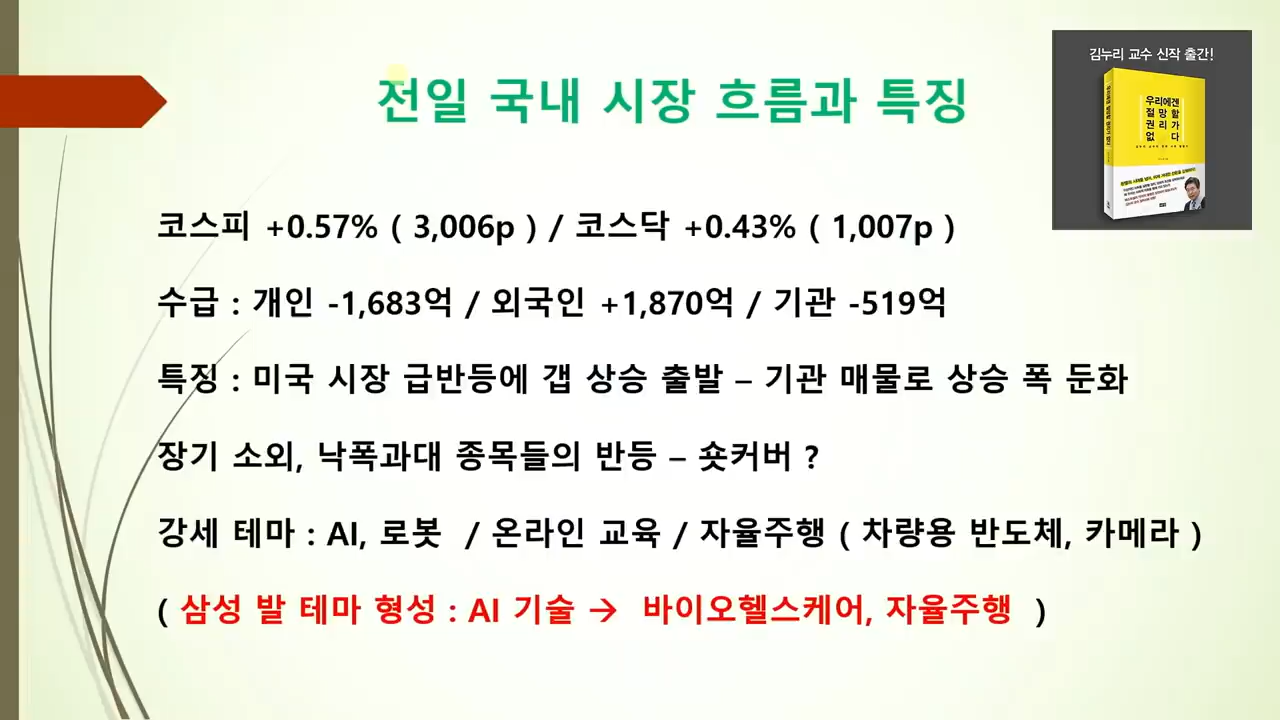 전일 국내 시장 흐름과 특징
김누리 교수 신작 출간!
우리에겐
절망할
권리가
없다
코스피 +0.57% ( 3,006p ) / 코스닥 +0.43% ( 1,007p )
수급 : 개인 -1,683억 / 외국인 +1,870억 / 기관 -519억
특징 : 미국 시장 급반등에 갭 상승 출발 – 기관 매물로 상승 폭 둔화
장기 소외, 낙폭과대 종목들의 반등 – 숏커버 ?
강세 테마 : AI, 로봇 / 온라인 교육 / 자율주행 ( 차량용 반도체, 카메라 )
( 삼성 발 테마 형성 : AI 기술 → 바이오헬스케어, 자율주행 )